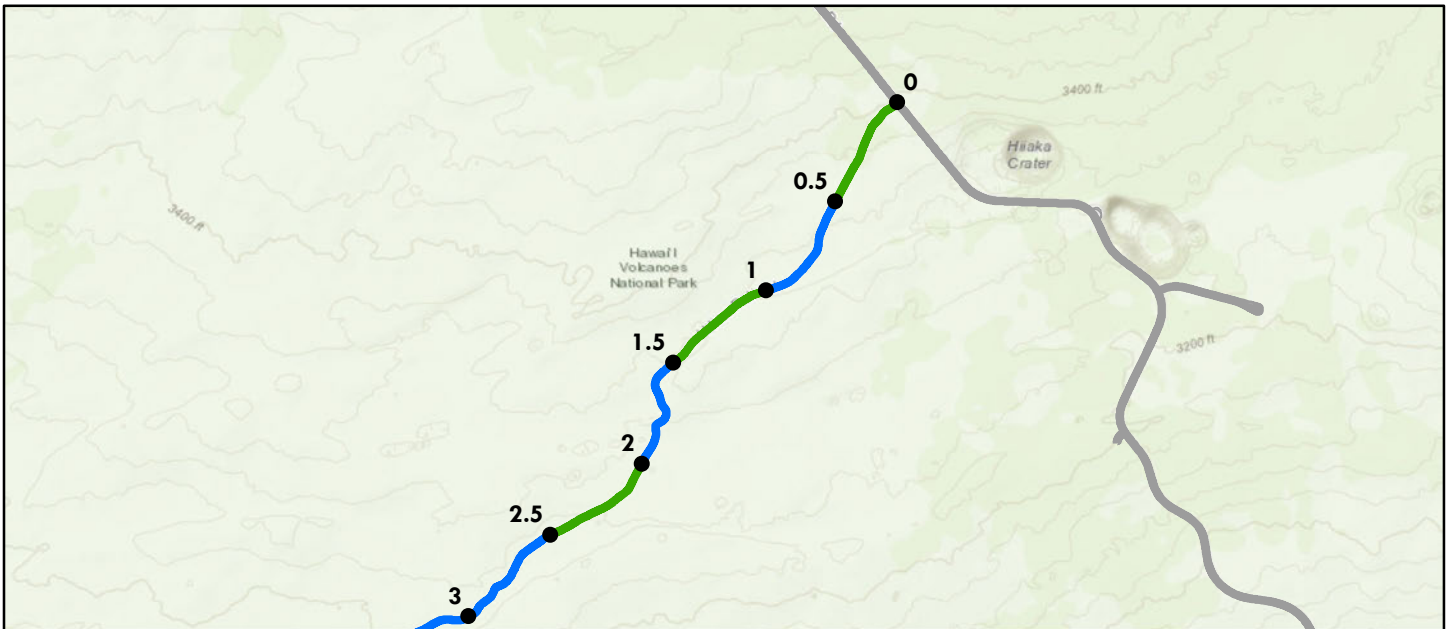 0
3400 ft
Hiiaka
Crater
0.5
3400 ft
Hawai'I
Volcanoes
National Park
1
1.5
3200 ft
2
2.5
3